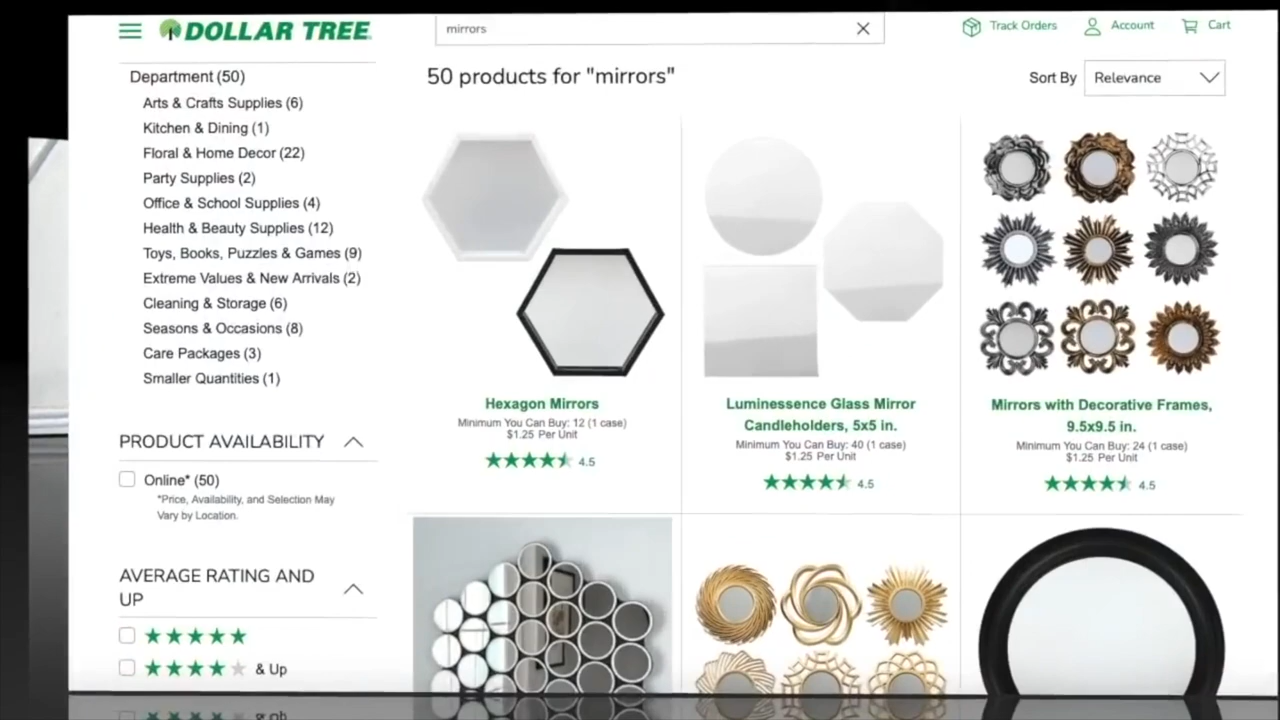 DOLLAR TREE
mirrors
Track Orders
Account
Cart
Department (50)
Arts & Crafts Supplies (6)
Kitchen & Dining (1)
Floral & Home Decor (22)
Party Supplies (2)
Office & School Supplies (4)
Health & Beauty Supplies (12)
Toys, Books, Puzzles & Games (9)
Extreme Values & New Arrivals (2)
Cleaning & Storage (6)
Seasons & Occasions (8)
Care Packages (3)
Smaller Quantities (1)
PRODUCT AVAILABILITY
Online* (50)
*Price, Availability, and Selection May
Vary by Location.
AVERAGE RATING AND
UP
& Up
50 products for "mirrors"
Sort By
Relevance
Hexagon Mirrors
Minimum You Can Buy: 12 (1 case)
$1.25 Per Unit
4.5
Luminessence Glass Mirror
Candleholders, 5x5 in.
Minimum You Can Buy: 40 (1 case)
$1.25 Per Unit
4.5
Mirrors with Decorative Frames,
9.5x9.5 in.
Minimum You Can Buy: 24 (1 case)
$1.25 Per Unit
4.5